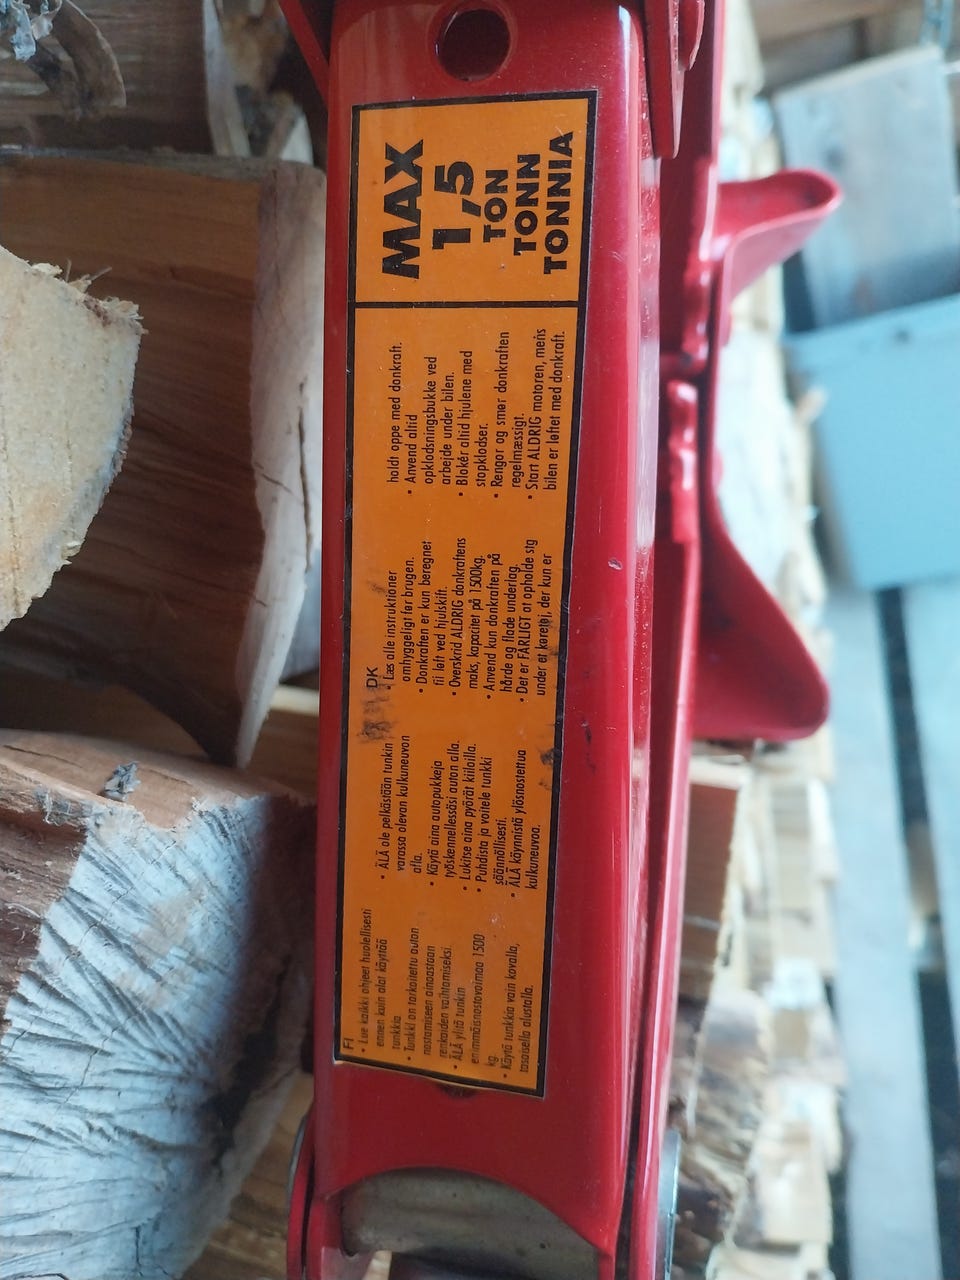 FI
• Lue kaikki ohjeet huolellisesti
ennen kuin alat käyttää
tunkkia
• Tunkki on tarkoitettu auton
nostamiseen ainoastaan
renkaiden vaihtamiseksi.
• ÄLÄ ylitä tunkin
enimmäisnostovoimaa 1500
kg.
• Käytä tunkkia vain kovalla,
tasaisella alustalla.
• ÄLÄ ole pelkästään tunkin
varassa olevan kulkuneuvon
alla.
• Käytä aina autopukkeja
työskennellessäsi auton alla.
• Lukitse aina pyörät kiiloilla.
• Puhdista ja voitele tunkki
säännöllisesti.
• ÄLÄ käynnistä ylösnostettua
kulkuneuvoa.
DK
• Læs alle instruktioner
omhyggeligt før brugen.
• Donkraften er kun beregnet
til løft ved hjulskift.
• Overskrid ALDRIG donkraftens
maks, kapacitet på 1500kg.
• Anvend kun donkraften på
hårde og flade underlag.
• Det er FARLIGT at opholde stg
under et køretøj, der kun er
holdt oppe med donkraft.
• Anvend altid
opklodsningsbukke ved
arbejde under bilen.
• Blokér altid hjulene med
stopklodser.
• Rengor og smør donkraften
regelmæssigt.
• Start ALDRIG motoren, mens
bilen er løftet med donkraft.
MAX
1,5
TON
TONN
TONNIA